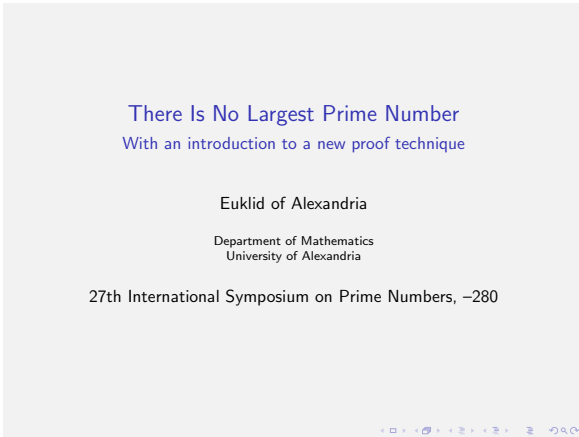 There Is No Largest Prime Number
With an introduction to a new proof technique
Euklid of Alexandria
Department of Mathematics
University of Alexandria
27th International Symposium on Prime Numbers, –280